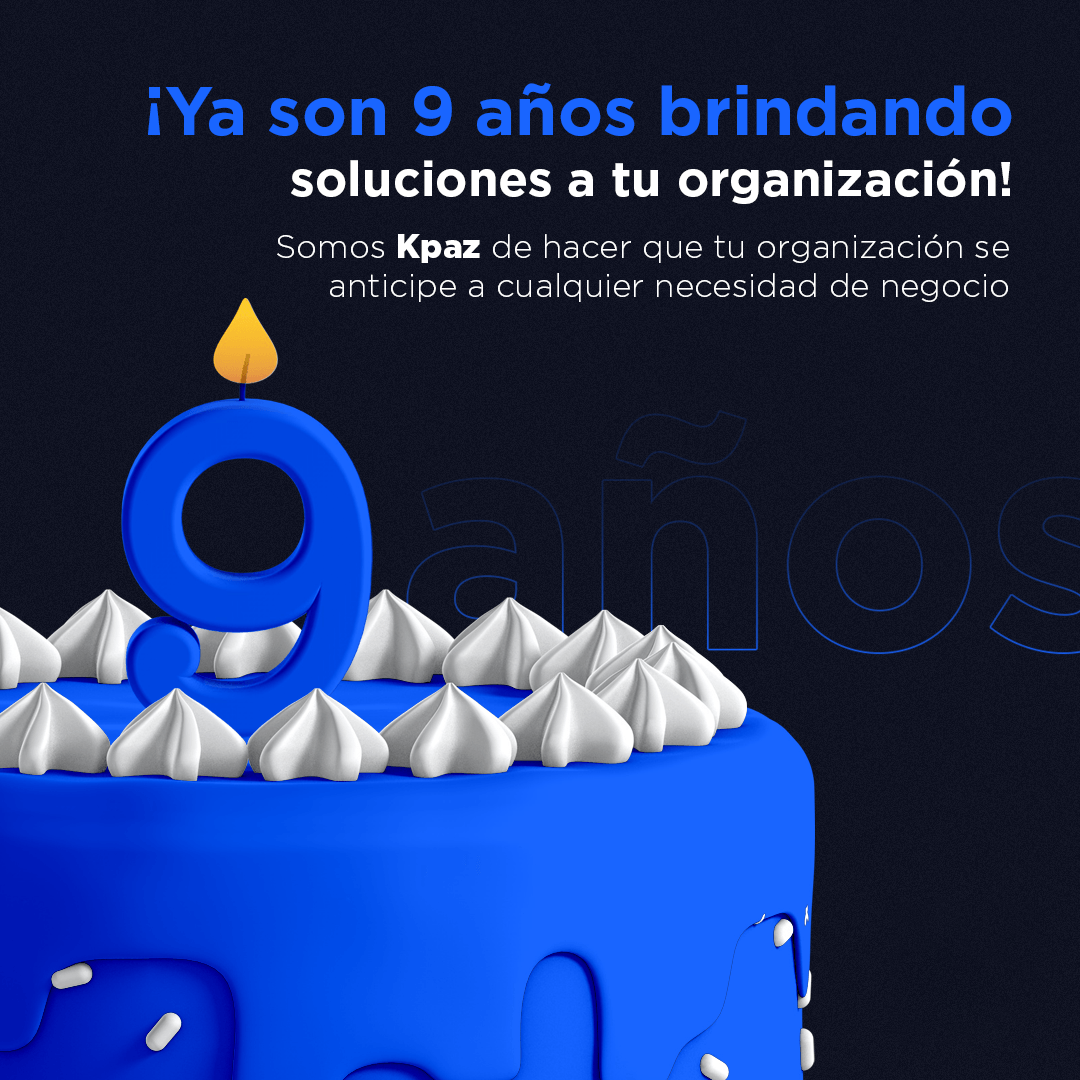 ¡Ya son 9 años brindando
soluciones a tu organización!
Somos Kpaz de hacer que tu organización se
anticipe a cualquier necesidad de negocio
9 años